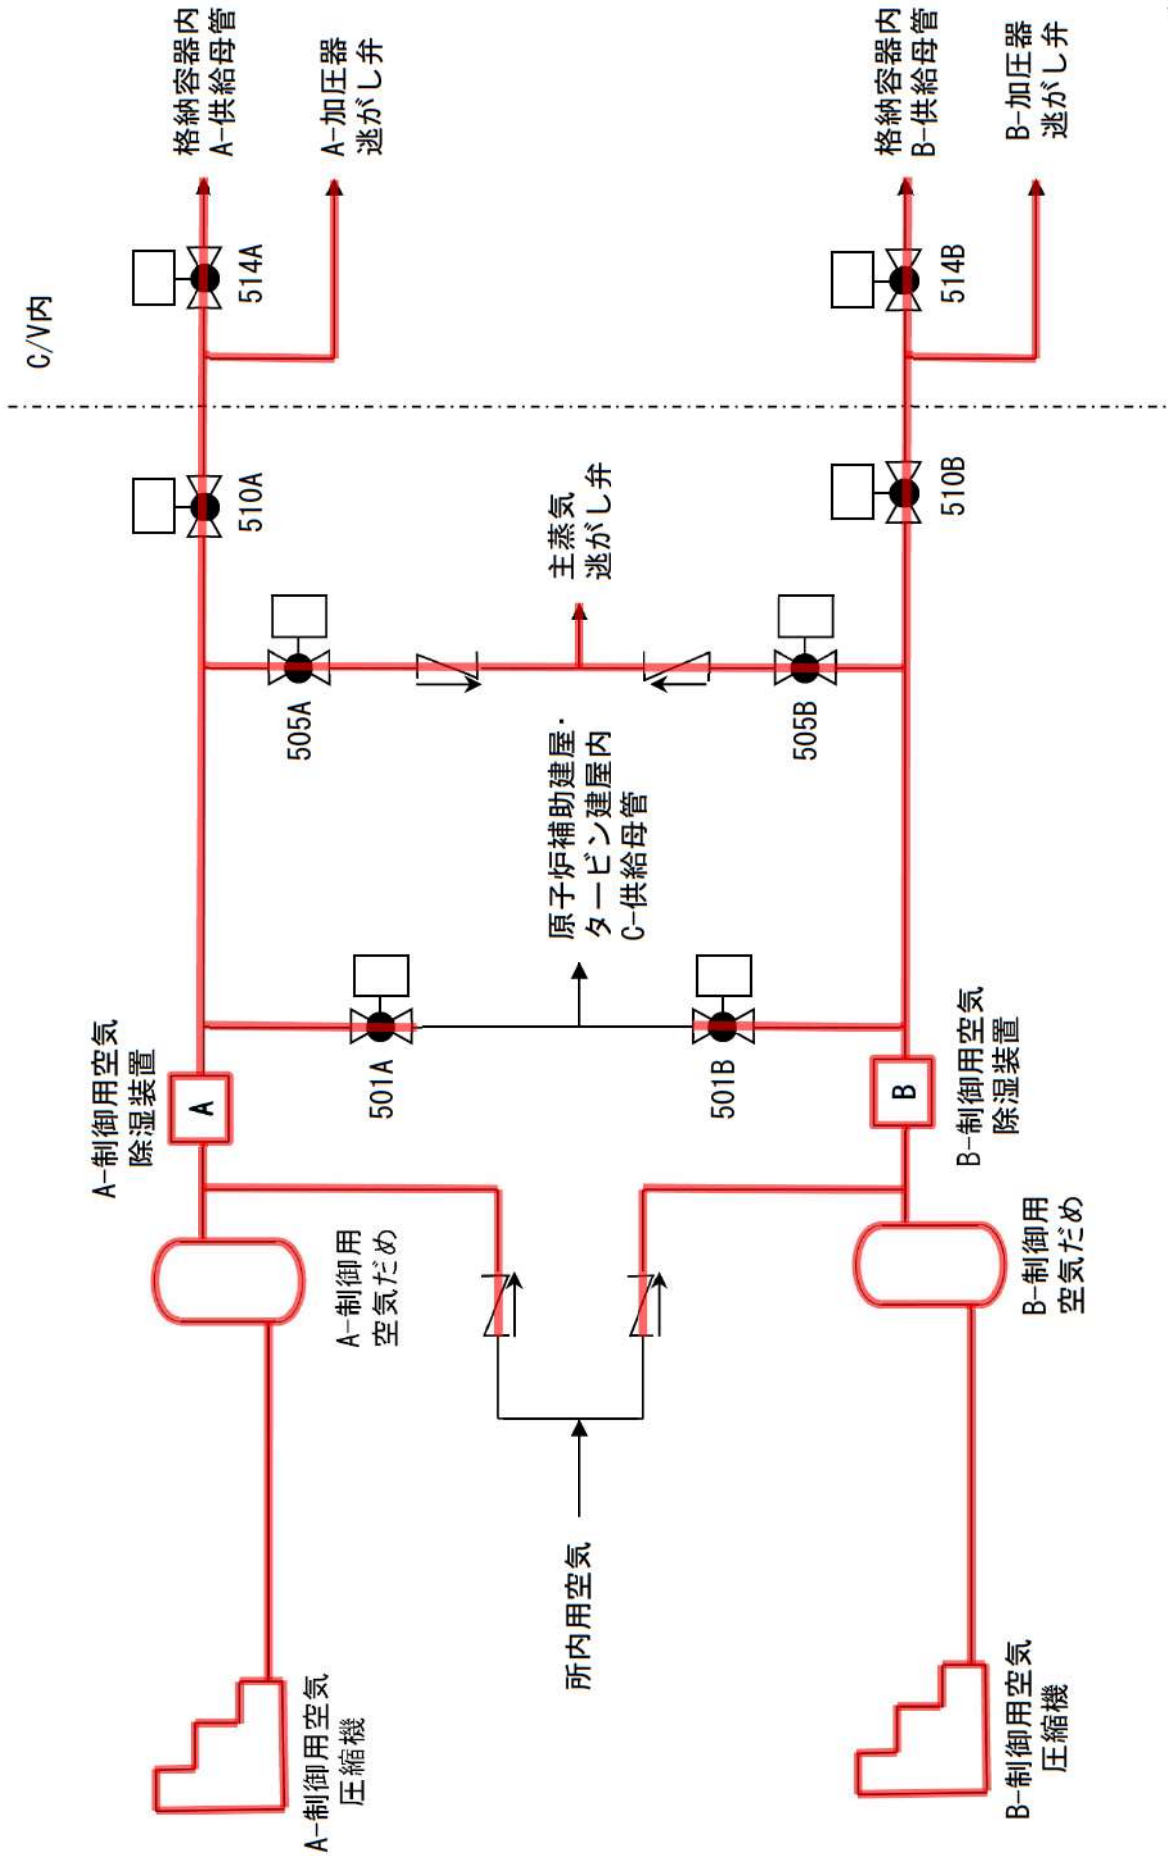 C/V内
格納容器内
A-供給母管
A-加圧器
逃がし弁
514A
510A
主蒸気
逃がし弁
505A
505B
原子炉補助建屋・
タービン建屋内
C-供給母管
501A
501B
A-制御用空気
除湿装置
A
A-制御用
空気だめ
A-制御用空気
圧縮機
所内用空気
格納容器内
B-供給母管
B-加圧器
逃がし弁
514B
510B
B-制御用空気
除湿装置
B
B-制御用
空気だめ
B-制御用空気
圧縮機